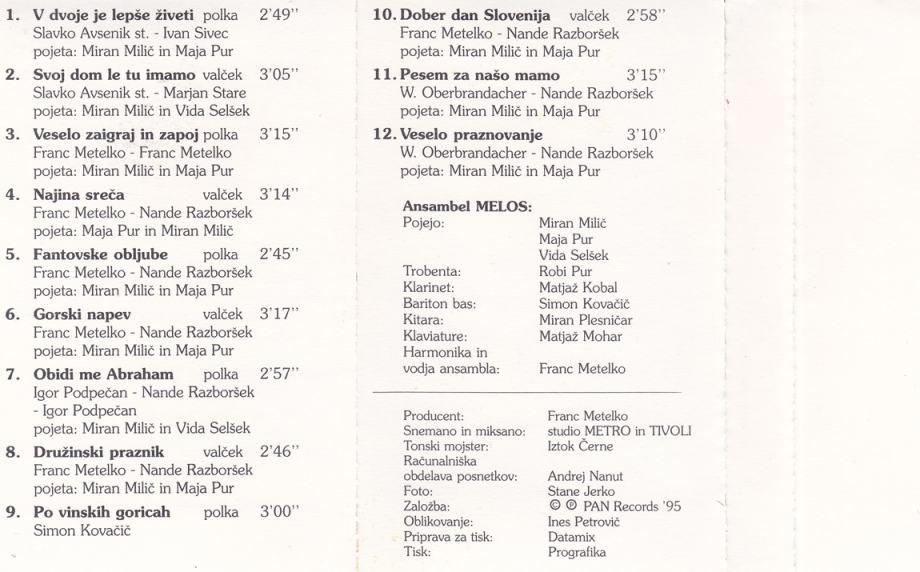 1. V dvoje je lepše živeti polka 2'49''
Slavko Avsenik st. - Ivan Sivec
pojeta: Miran Milič in Maja Pur
2. Svoj dom le tu imamo valček 3'05''
Slavko Avsenik st. - Marjan Stare
pojeta: Miran Milič in Vida Selšek
3. Veselo zaigraj in zapoj polka 3'15''
Franc Metelko - Franc Metelko
pojeta: Miran Milič in Maja Pur
4. Najina sreča valček 3'14''
Franc Metelko - Nande Razboršek
pojeta: Maja Pur in Miran Milič
5. Fantovske obljube polka 2'45''
Franc Metelko - Nande Razboršek
pojeta: Miran Milič in Maja Pur
6. Gorski napev valček 3'17''
Franc Metelko - Nande Razboršek
pojeta: Miran Milič in Maja Pur
7. Obidi me Abraham polka 2'57''
Igor Podpečan - Nande Razboršek
- Igor Podpečan
pojeta: Miran Milič in Vida Selšek
8. Družinski praznik valček 2'46''
Franc Metelko - Nande Razboršek
pojeta: Miran Milič in Maja Pur
9. Po vinskih goricah polka 3'00''
Simon Kovačič
10. Dober dan Slovenija valček 2'58''
Franc Metelko - Nande Razboršek
pojeta: Miran Milič in Maja Pur
11. Pesem za našo mamo 3'15''
W. Oberbrandacher - Nande Razboršek
pojeta: Miran Milič in Maja Pur
12. Veselo praznovanje 3'10''
W. Oberbrandacher - Nande Razboršek
pojeta: Miran Milič in Maja Pur
Ansambel MELOS:
Pojejo: Miran Milič
Maja Pur
Vida Selšek
Trobenta: Robi Pur
Klarinet: Matjaž Kobal
Bariton bas: Simon Kovačič
Kitara: Miran Plesničar
Klaviature: Matjaž Mohar
Harmonika in
vodja ansambla: Franc Metelko
Producent: Franc Metelko
Snemano in miksano: studio METRO in TIVOLI
Tonski mojster: Iztok Černe
Računalniška
obdelava posnetkov: Andrej Nanut
Foto: Stane Jerko
Založba: © ℗ PAN Records '95
Oblikovanje: Ines Petrovič
Priprava za tisk: Datamix
Tisk: Prografika